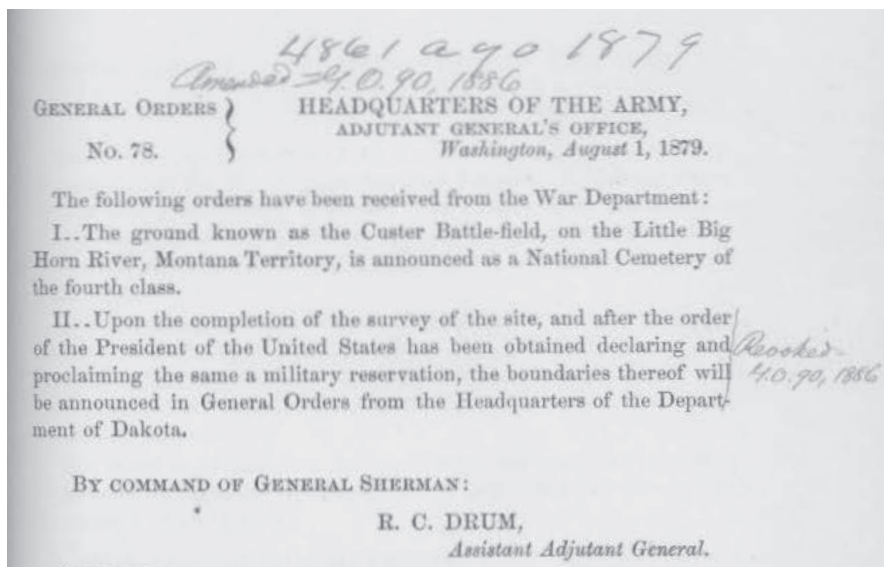 4861 ago 1879
Amended G.O. 90, 1886
GENERAL ORDERS } HEADQUARTERS OF THE ARMY,
ADJUTANT GENERAL'S OFFICE,
No. 78. Washington, August 1, 1879.
The following orders have been received from the War Department:
I..The ground known as the Custer Battle-field, on the Little Big
Horn River, Montana Territory, is announced as a National Cemetery of
the fourth class.
II..Upon the completion of the survey of the site, and after the order
of the President of the United States has been obtained declaring and
proclaiming the same a military reservation, the boundaries thereof will
be announced in General Orders from the Headquarters of the Depart-
ment of Dakota.
Revoked
G.O. 90, 1886
BY COMMAND OF GENERAL SHERMAN:
R. C. DRUM,
Assistant Adjutant General.